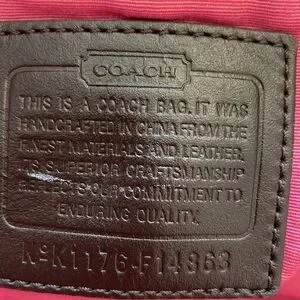 COACH
THIS IS A COACH BAG. IT WAS
HANDCRAFTED IN CHINA FROM THE
FINEST MATERIALS AND LEATHER.
ITS SUPERIOR CRAFTSMANSHIP
REFLECTS OUR COMMITMENT TO
ENDURING QUALITY.
NºK1176-F14863